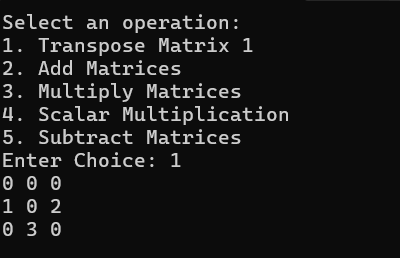 Select an operation:
1. Transpose Matrix 1
2. Add Matrices
3. Multiply Matrices
4. Scalar Multiplication
5. Subtract Matrices
Enter Choice: 1
0 0 0
1 0 2
0 3 0